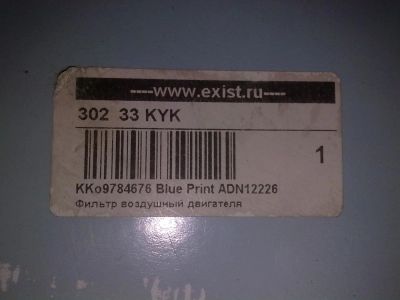 ----www.exist.ru----
302 33 KYK
1
KKo9784676 Blue Print ADN12226
Фильтр воздушный двигателя